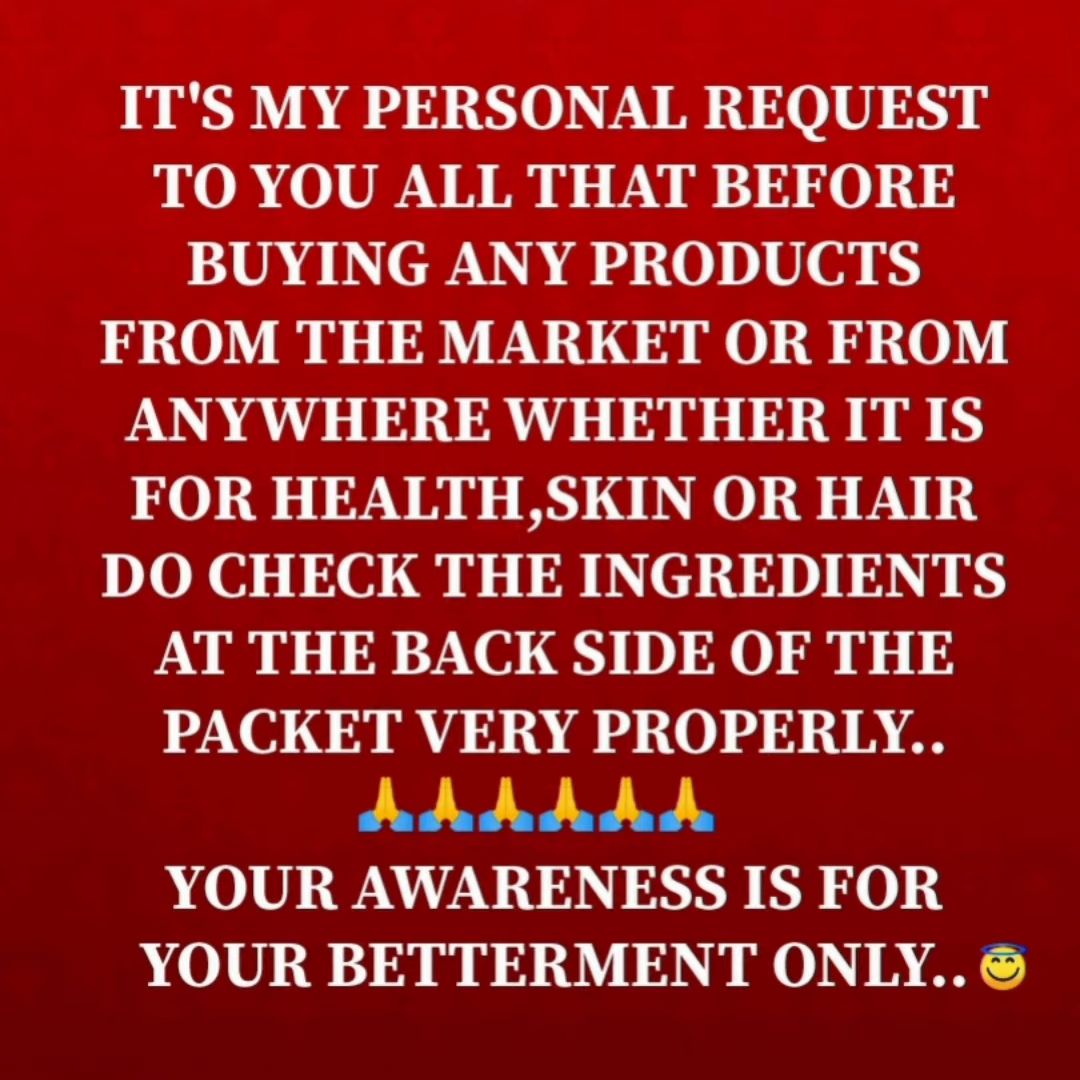 IT'S MY PERSONAL REQUEST
TO YOU ALL THAT BEFORE
BUYING ANY PRODUCTS
FROM THE MARKET OR FROM
ANYWHERE WHETHER IT IS
FOR HEALTH,SKIN OR HAIR
DO CHECK THE INGREDIENTS
AT THE BACK SIDE OF THE
PACKET VERY PROPERLY..
🙏🙏🙏🙏🙏🙏
YOUR AWARENESS IS FOR
YOUR BETTERMENT ONLY..😇